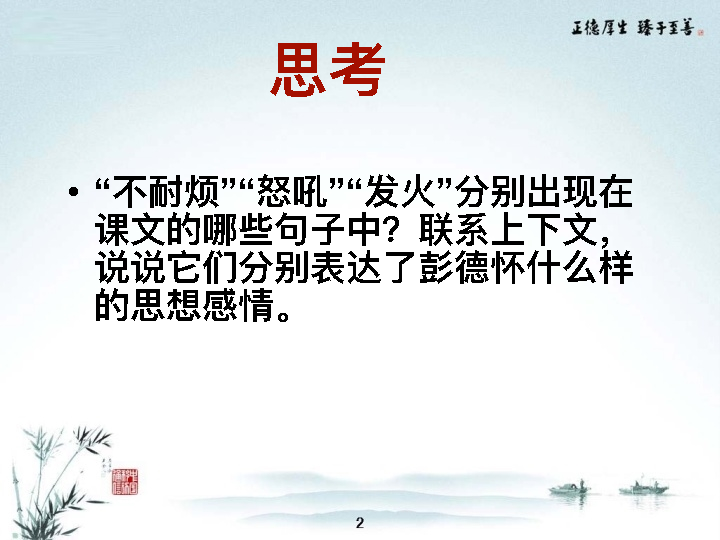 正德厚生 臻于至善
思考
• “不耐烦”“怒吼”“发火”分别出现在
课文的哪些句子中？联系上下文，
说说它们分别表达了彭德怀什么样
的思想感情。
2